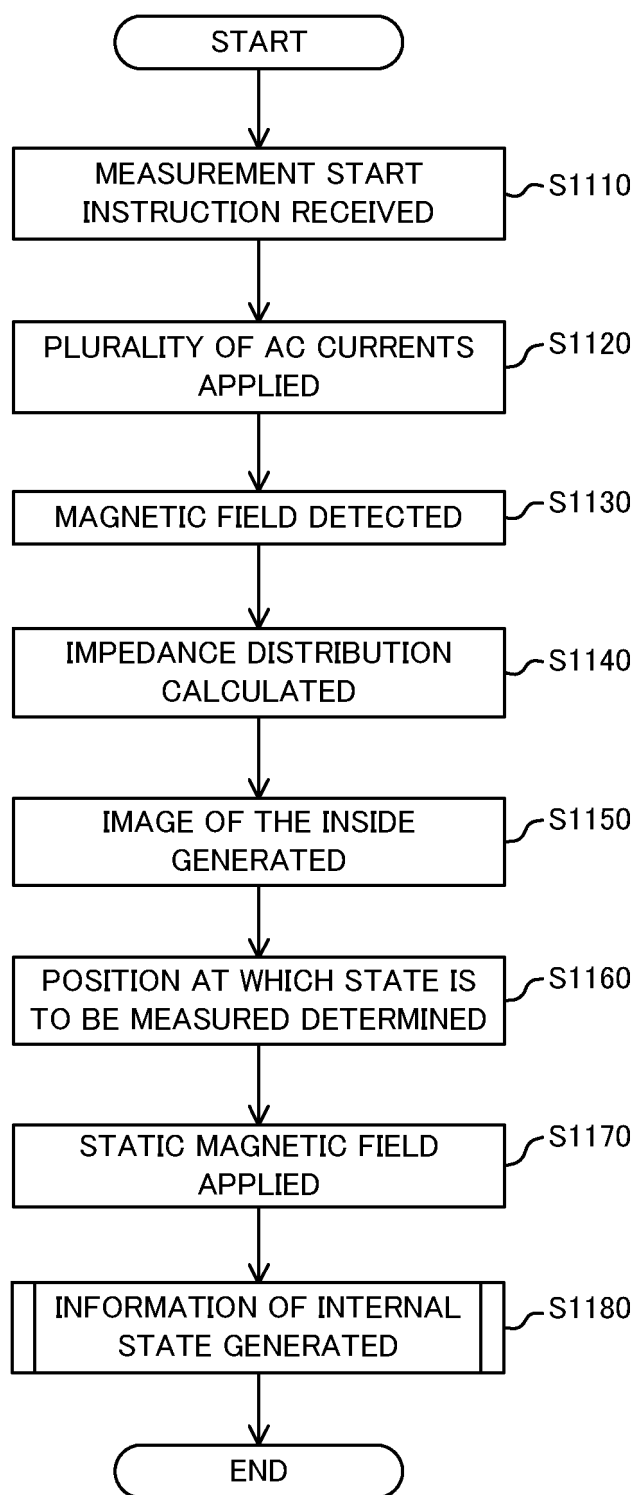 START
MEASUREMENT START
INSTRUCTION RECEIVED
S1110
PLURALITY OF AC CURRENTS
APPLIED
S1120
MAGNETIC FIELD DETECTED
S1130
IMPEDANCE DISTRIBUTION
CALCULATED
S1140
IMAGE OF THE INSIDE
GENERATED
S1150
POSITION AT WHICH STATE IS
TO BE MEASURED DETERMINED
S1160
STATIC MAGNETIC FIELD
APPLIED
S1170
INFORMATION OF INTERNAL
STATE GENERATED
S1180
END